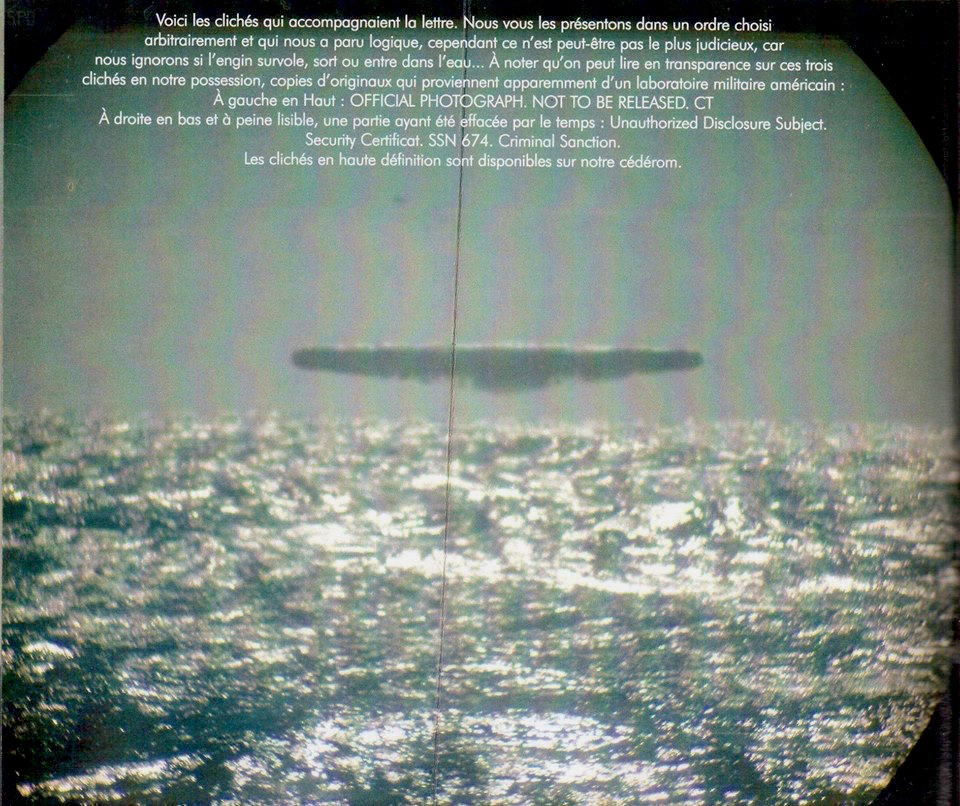 Voici les clichés qui accompagnaient la lettre. Nous vous les présentons dans un ordre choisi
arbitrairement et qui nous a paru logique, cependant ce n'est peut-être pas le plus judicieux, car
nous ignorons si l'engin survole, sort ou entre dans l'eau... À noter qu'on peut lire en transparence sur ces trois
clichés en notre possession, copies d'originaux qui proviennent apparemment d'un laboratoire militaire américain :
À gauche en Haut : OFFICIAL PHOTOGRAPH. NOT TO BE RELEASED. CT
À droite en bas et à peine lisible, une partie ayant été effacée par le temps : Unauthorized Disclosure Subject.
Security Certificat. SSN 674. Criminal Sanction.
Les clichés en haute définition sont disponibles sur notre cédérom.